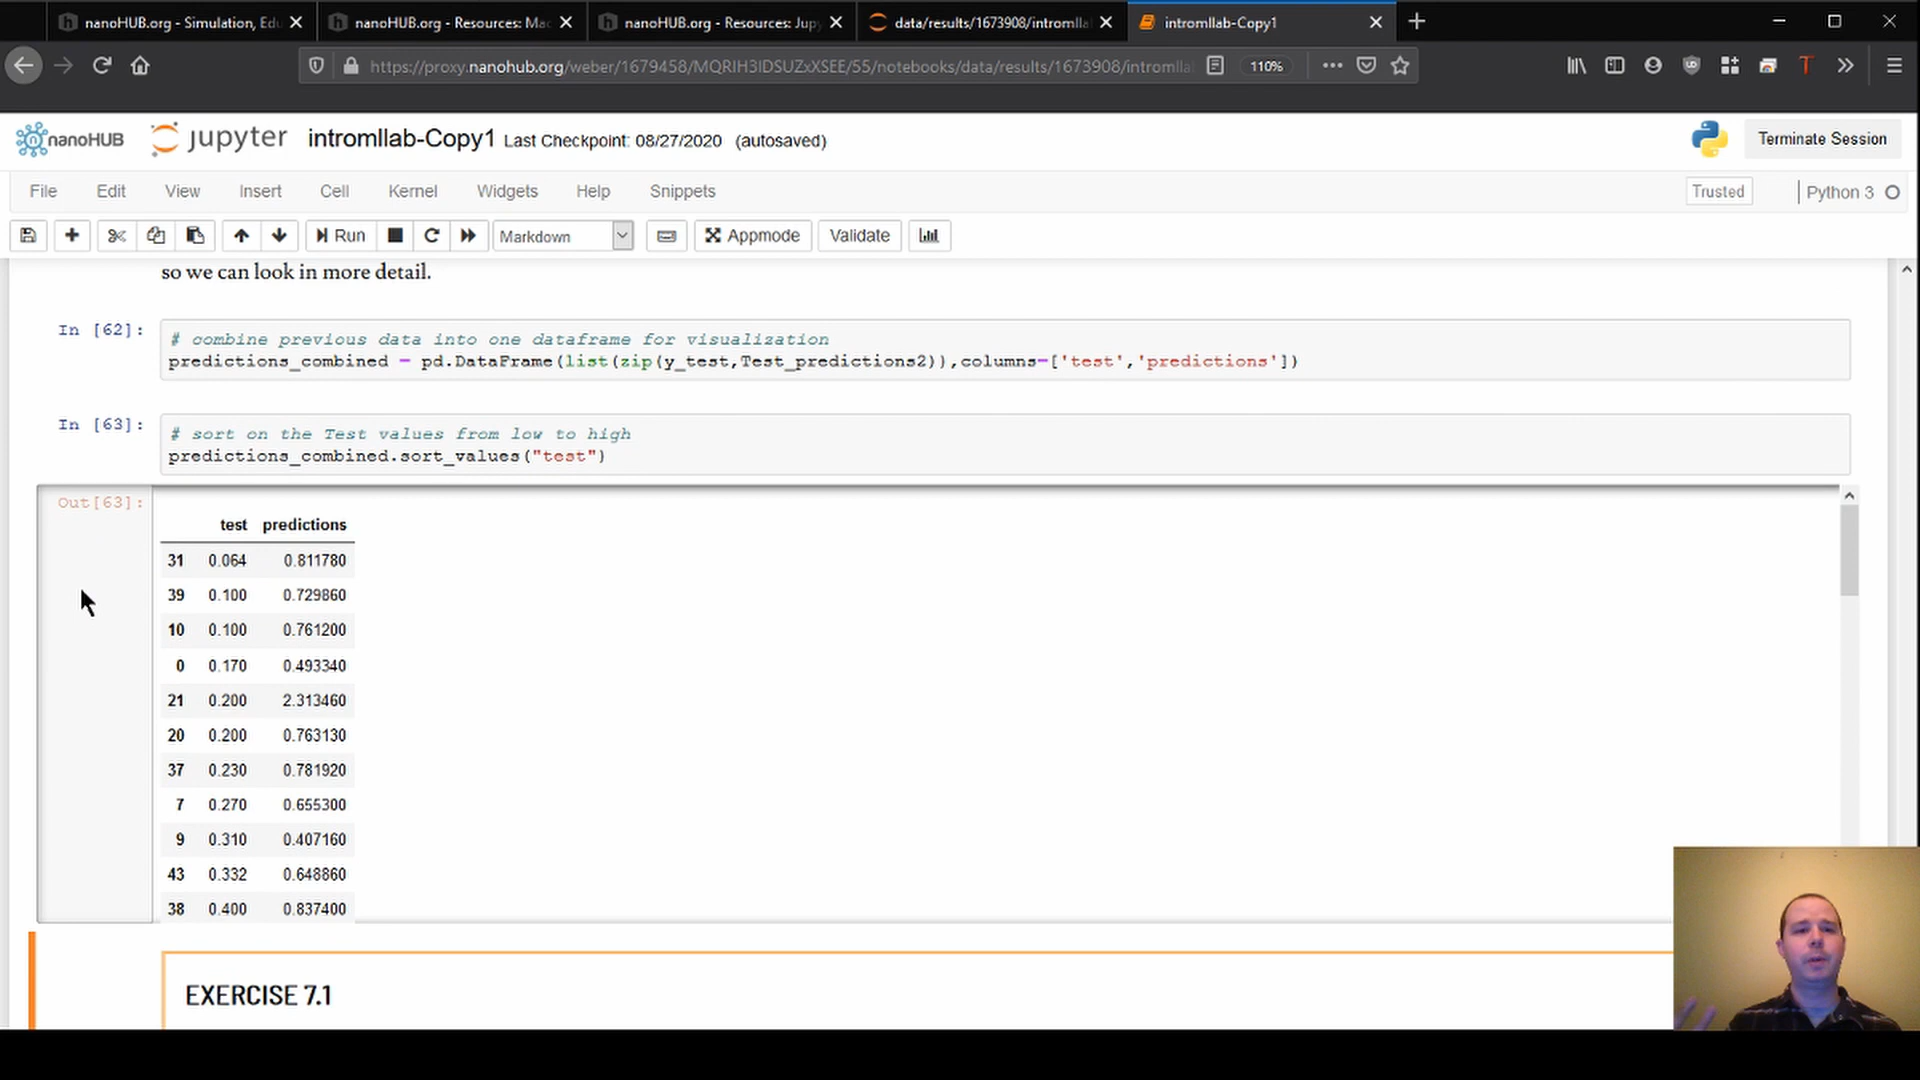 nanoHUB.org - Simulation, Edu
nanoHUB.org - Resources: Mac
nanoHUB.org - Resources: Jup
data/results/1673908/intromlla
intromllab-Copy1
https://proxy.nanohub.org/weber/1679458/MQRIH3IDSUZxXSEE/55/notebooks/data/results/1673908/intromlla
110%
nanoHUB
jupyter
intromllab-Copy1 Last Checkpoint: 08/27/2020 (autosaved)
Terminate Session
File Edit View Insert Cell Kernel Widgets Help Snippets
Trusted
Python 3
Run
Markdown
Appmode
Validate
so we can look in more detail.
In [62]:
# combine previous data into one dataframe for visualization
predictions_combined = pd.DataFrame(list(zip(y_test,Test_predictions2)),columns=['test','predictions'])
In [63]:
# sort on the Test values from low to high
predictions_combined.sort_values("test")
Out[63]:
test predictions
31 0.064 0.811780
39 0.100 0.729860
10 0.100 0.761200
0 0.170 0.493340
21 0.200 2.313460
20 0.200 0.763130
37 0.230 0.781920
7 0.270 0.655300
9 0.310 0.407160
43 0.332 0.648860
38 0.400 0.837400
EXERCISE 7.1